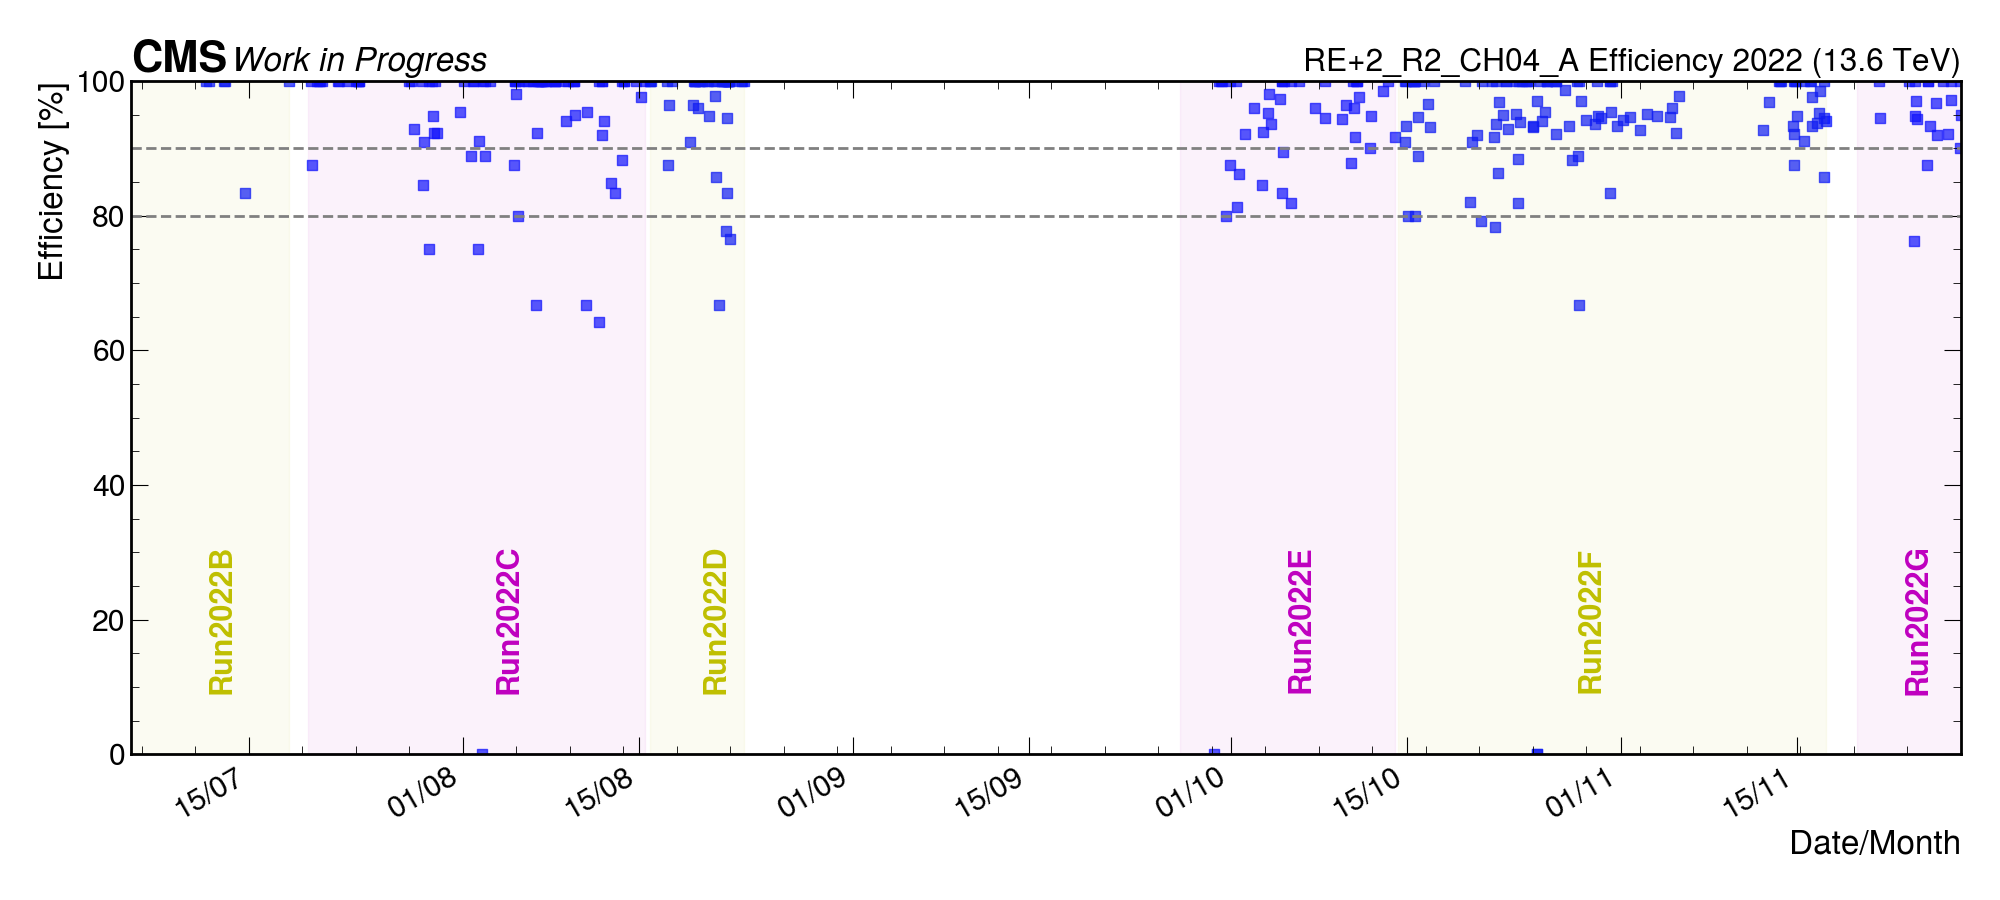 CMS Work in Progress
RE+2_R2_CH04_A Efficiency 2022 (13.6 TeV)
Efficiency [%]
100
80
60
40
20
0
Run2022B
Run2022C
Run2022D
Run2022E
Run2022F
Run2022G
15/07
01/08
15/08
01/09
15/09
01/10
15/10
01/11
15/11
Date/Month